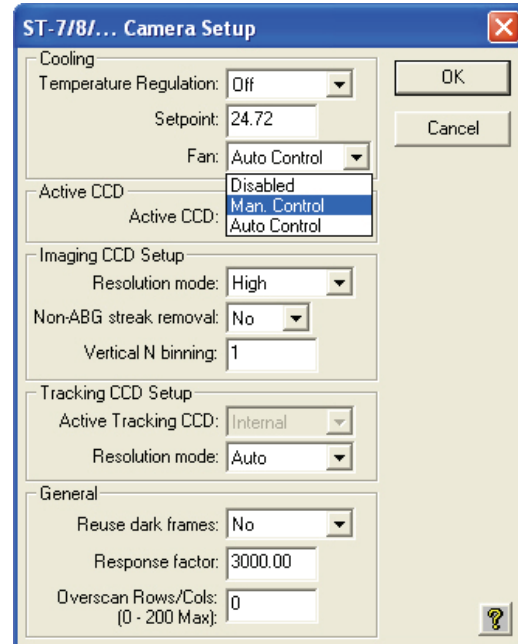 ST-7/8/... Camera Setup
Cooling
Temperature Regulation: Off
OK
Setpoint: 24.72
Cancel
Fan: Auto Control
Disabled
Man. Control
Auto Control
Active CCD
Active CCD:
Imaging CCD Setup
Resolution mode: High
Non-ABG streak removal: No
Vertical N binning: 1
Tracking CCD Setup
Active Tracking CCD: Internal
Resolution mode: Auto
General
Reuse dark frames: No
Response factor: 3000.00
Overscan Rows/Cols: 0
(0 - 200 Max):
?